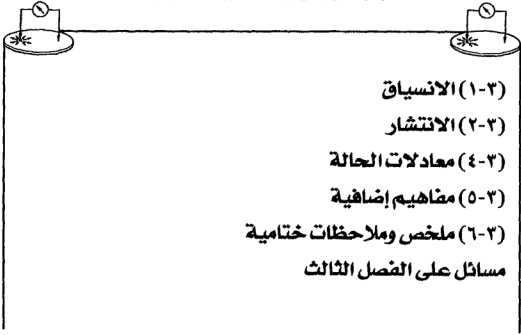 (٣-١) الانسياق
(٣-٢) الانتشار
(٣-٤) معادلات الحالة
(٣-٥) مفاهيم إضافية
(٣-٦) ملخص وملاحظات ختامية
مسائل على الفصل الثالث